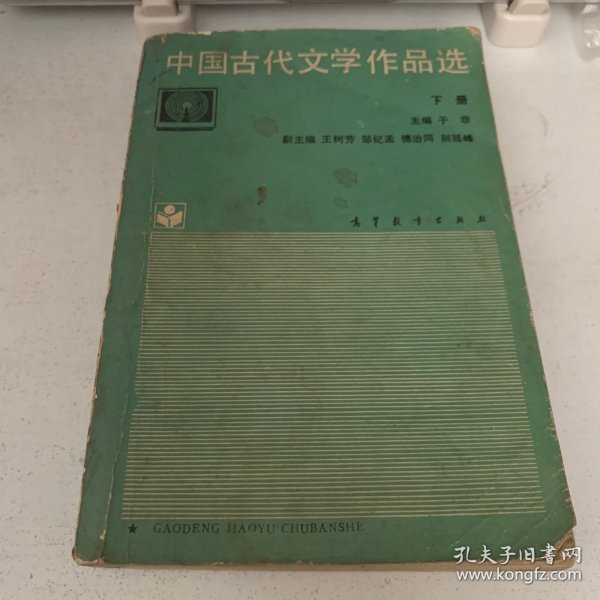 中国古代文学作品选
下册
主编 于非
副主编 王树芳 邹纪孟 傅治同 别廷峰
高等教育出版社
★ GAODENG JIAOYU CHUBANSHE
孔夫子旧书网
www.kongfz.com